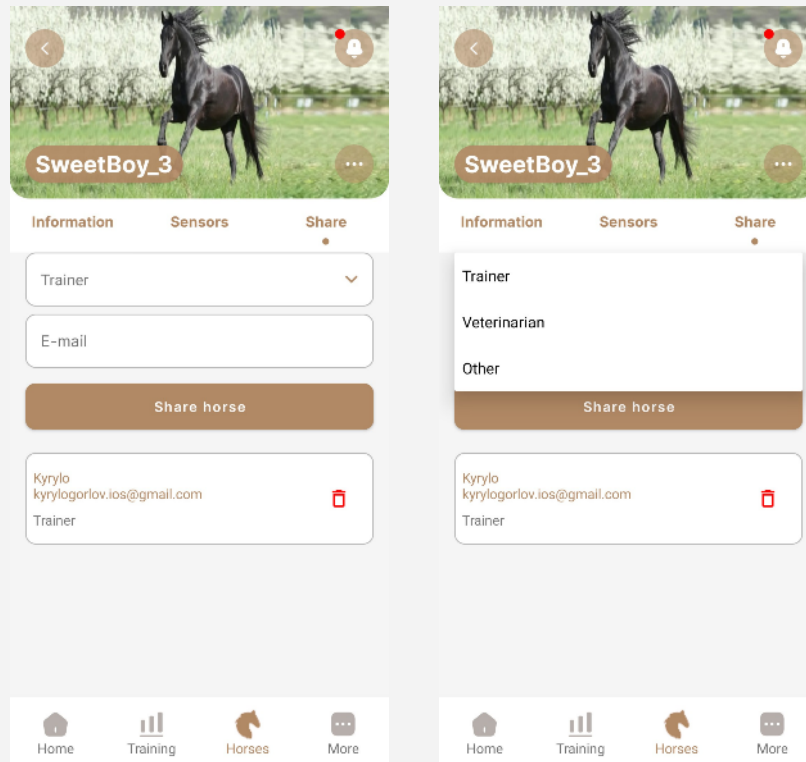 SweetBoy_3
Information Sensors Share
Trainer
E-mail
Share horse
Kyrylo
kyrylogorlov.ios@gmail.com
Trainer
Home Training Horses More
SweetBoy_3
Information Sensors Share
Trainer
Veterinarian
Other
Share horse
Kyrylo
kyrylogorlov.ios@gmail.com
Trainer
Home Training Horses More